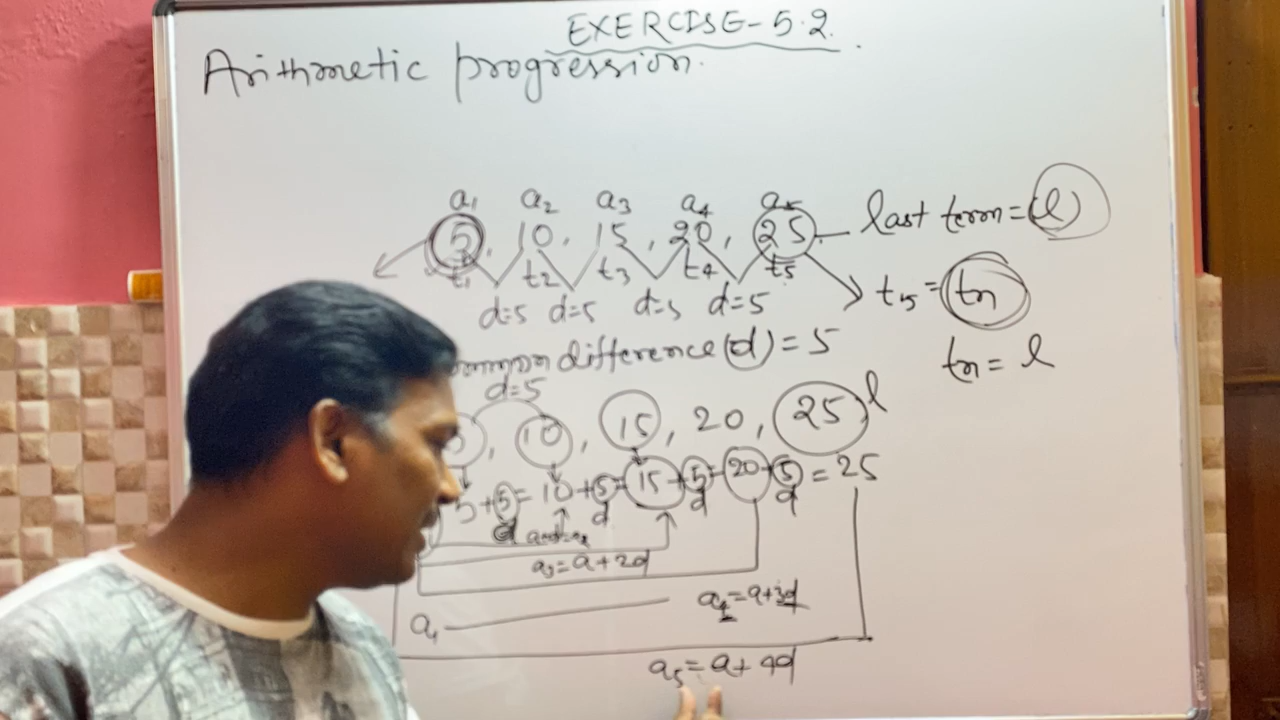 EXERCISE-5.2.
Arithmetic progression.
a1 a2 a3 a4 a5
5, 10, 15, 20, 25 last term=(l)
t1 t2 t3 t4 t5 t5=tn
d=5 d=5 d=5 d=5
difference(d)=5 tn=l
d=5
, 10, 15, 20, 25 l
5+5=10+5=15+5=20+5=25
d d d d
a3=a+2d
a4=a+3d
a1
a5=a+4d